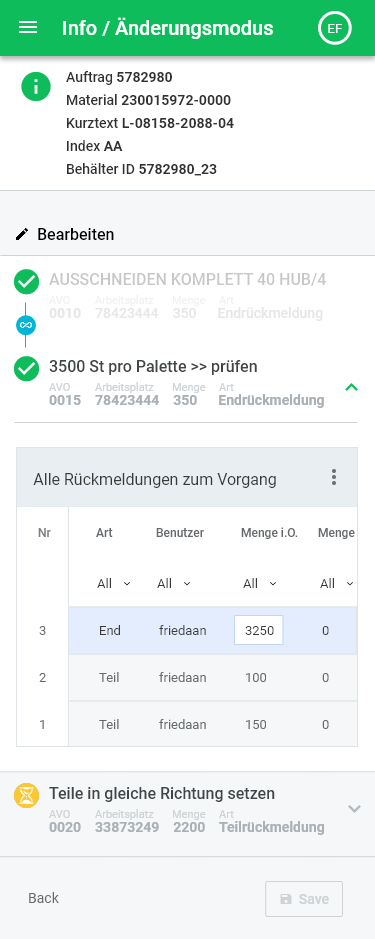 Info / Änderungsmodus
EF
Auftrag 5782980
Material 230015972-0000
Kurztext L-08158-2088-04
Index AA
Behälter ID 5782980_23
Bearbeiten
AUSSCHNEIDEN KOMPLETT 40 HUB/4
AVO Arbeitsplatz Menge Art
0010 78423444 350 Endrückmeldung
3500 St pro Palette >> prüfen
AVO Arbeitsplatz Menge Art
0015 78423444 350 Endrückmeldung
Alle Rückmeldungen zum Vorgang
Nr Art Benutzer Menge i.O. Menge
All All All All
3 End friedaan 3250 0
2 Teil friedaan 100 0
1 Teil friedaan 150 0
Teile in gleiche Richtung setzen
AVO Arbeitsplatz Menge Art
0020 33873249 2200 Teilrückmeldung
Back Save